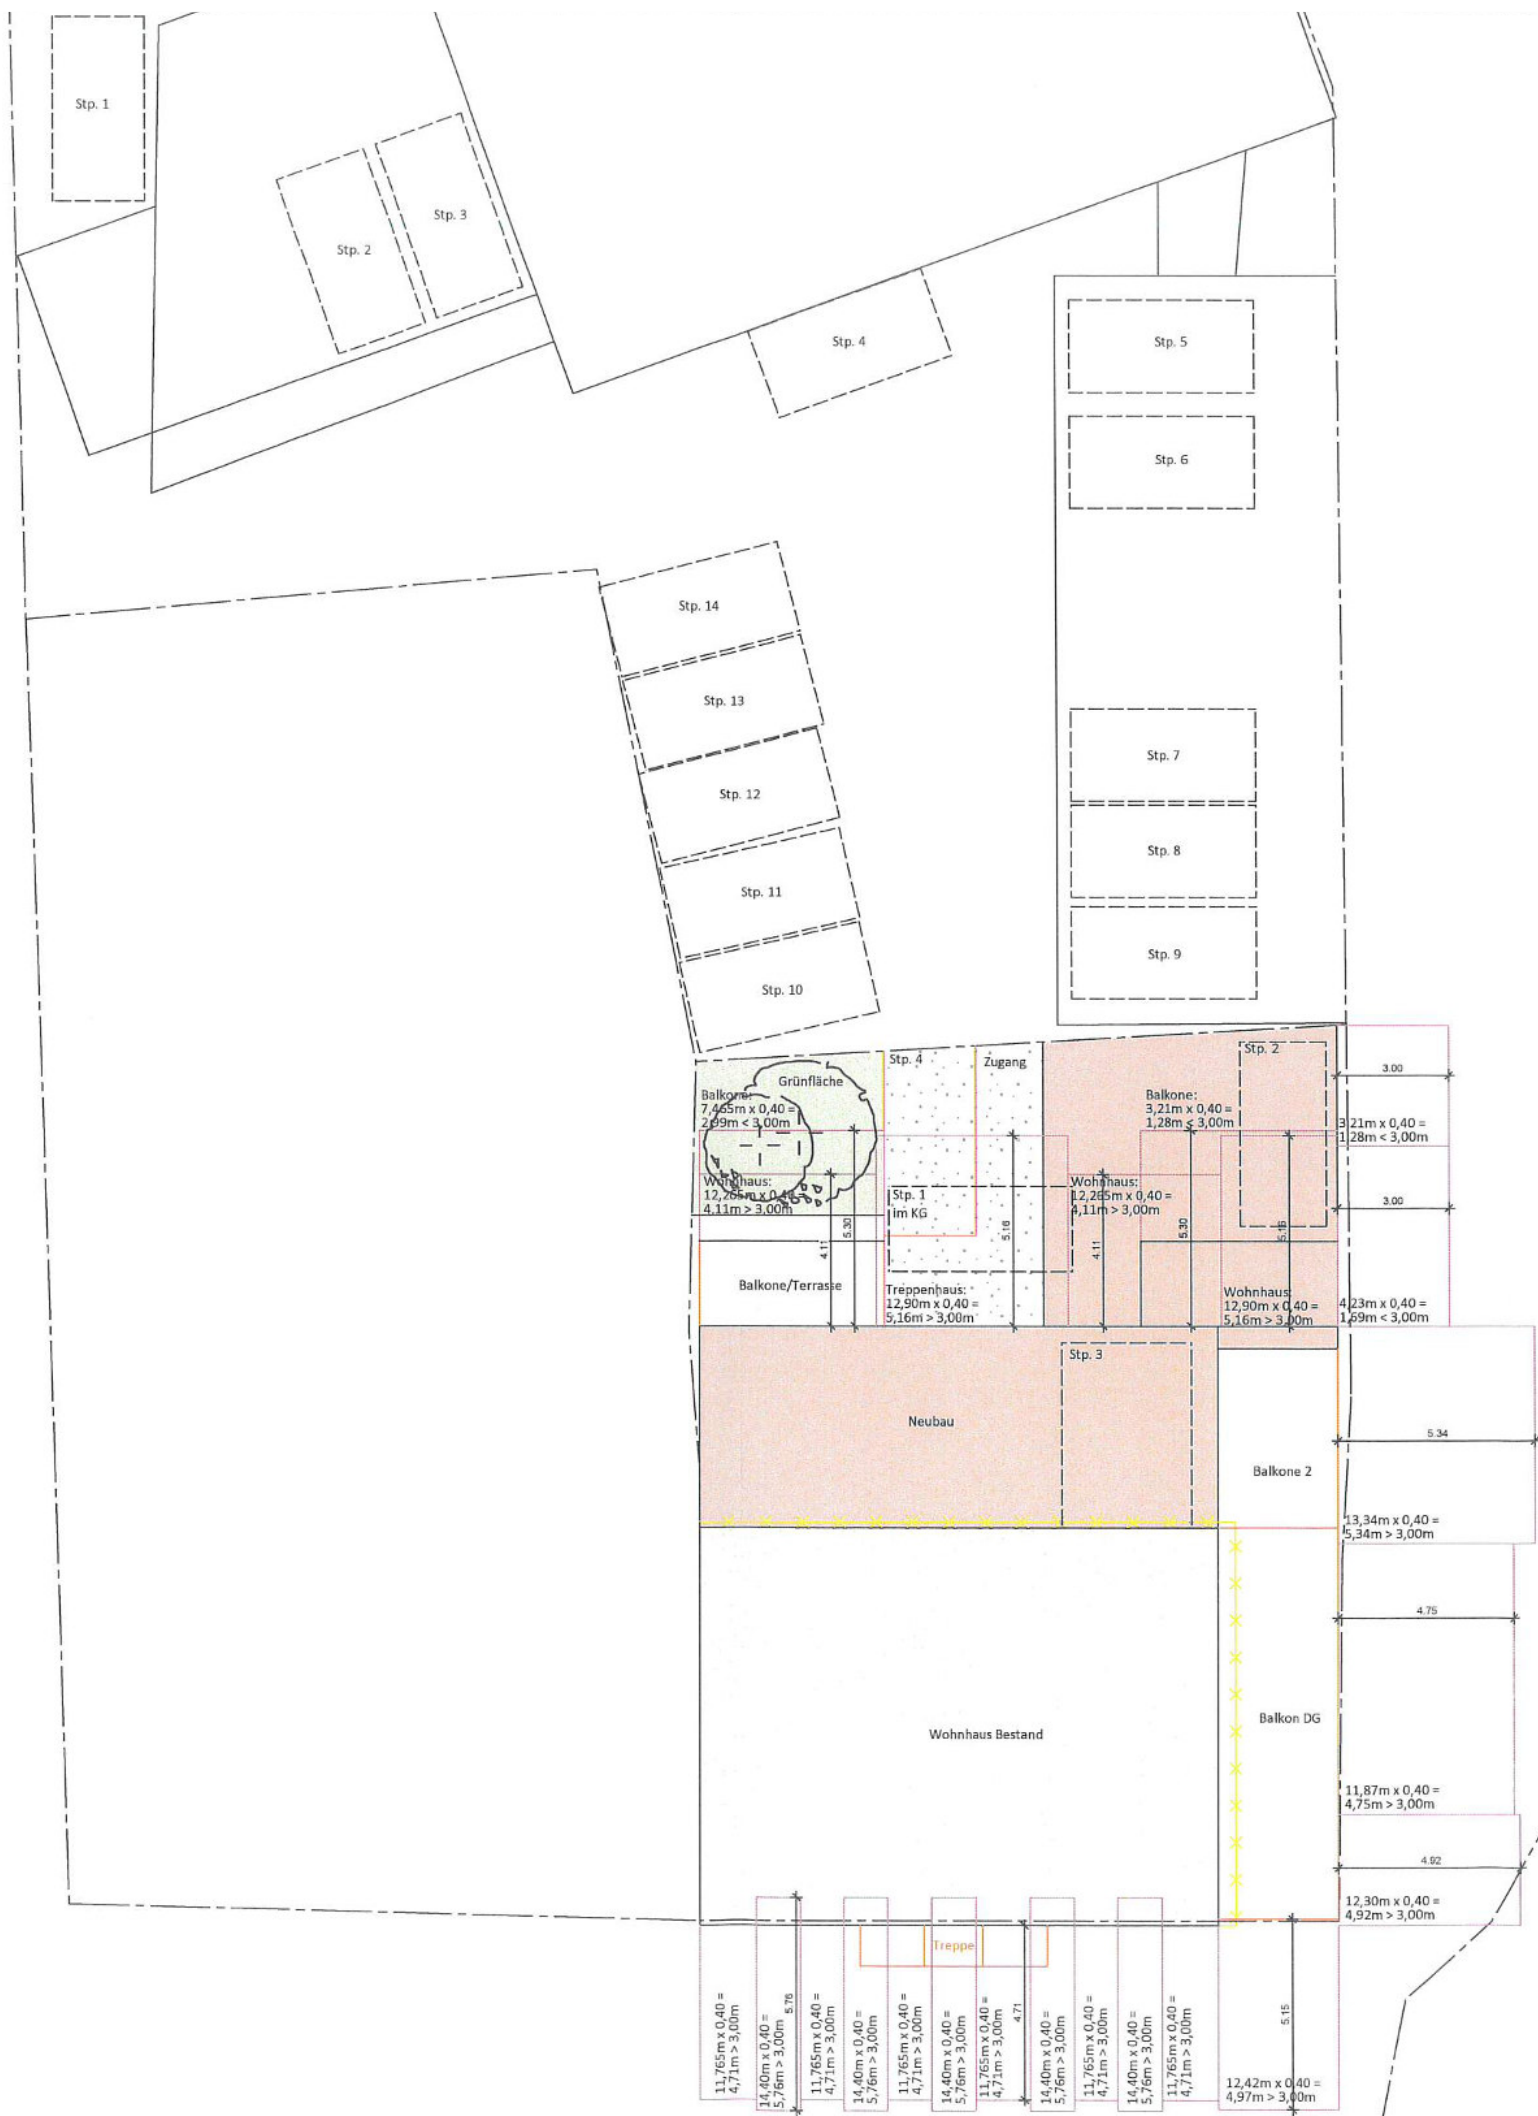 Stp. 1
Stp. 2
Stp. 3
Stp. 4
Stp. 5
Stp. 6
Stp. 14
Stp. 13
Stp. 12
Stp. 11
Stp. 10
Stp. 7
Stp. 8
Stp. 9
Grünfläche
Balkone:
7,465m x 0,40 =
2,99m < 3,00m
Stp. 4
Zugang
Stp. 2
Balkone:
3,21m x 0,40 =
1,28m < 3,00m
3.00
3,21m x 0,40 =
1,28m < 3,00m
Wohnhaus:
12,265m x 0,40 =
4,11m > 3,00m
Stp. 1
im KG
Wohnhaus:
12,265m x 0,40 =
4,11m > 3,00m
3.00
4.11
5.30
5.16
4.11
5.30
5.16
Balkone/Terrasse
Treppenhaus:
12,90m x 0,40 =
5,16m > 3,00m
Wohnhaus:
12,90m x 0,40 =
5,16m > 3,00m
4,23m x 0,40 =
1,69m < 3,00m
Stp. 3
Neubau
Balkone 2
5.34
13,34m x 0,40 =
5,34m > 3,00m
4.75
Wohnhaus Bestand
Balkon DG
11,87m x 0,40 =
4,75m > 3,00m
4.92
12,30m x 0,40 =
4,92m > 3,00m
Treppe
11,765m x 0,40 =
4,71m > 3,00m
14,40m x 0,40 =
5,76m > 3,00m
5.76
11,765m x 0,40 =
4,71m > 3,00m
14,40m x 0,40 =
5,76m > 3,00m
11,765m x 0,40 =
4,71m > 3,00m
14,40m x 0,40 =
5,76m > 3,00m
11,765m x 0,40 =
4,71m > 3,00m
4.71
14,40m x 0,40 =
5,76m > 3,00m
11,765m x 0,40 =
4,71m > 3,00m
14,40m x 0,40 =
5,76m > 3,00m
11,765m x 0,40 =
4,71m > 3,00m
5.15
12,42m x 0,40 =
4,97m > 3,00m